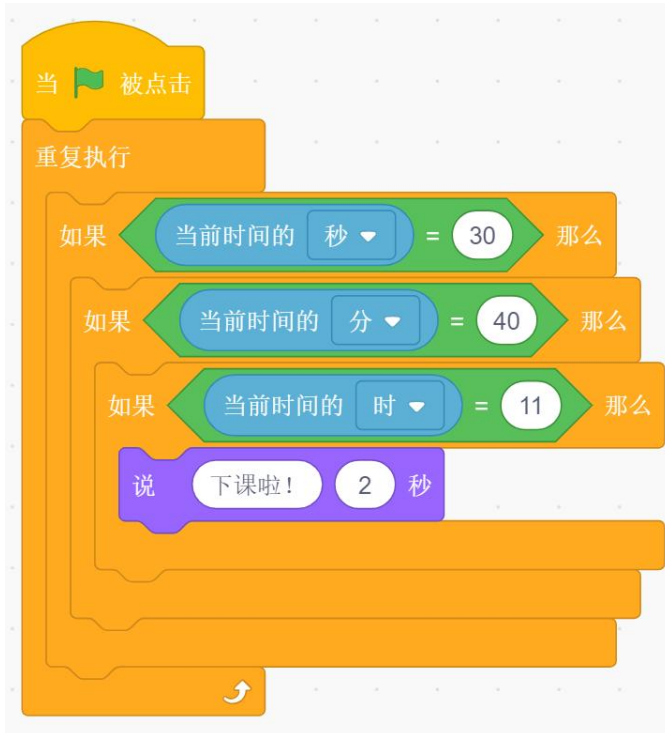 当 被点击
重复执行
如果 当前时间的 秒 = 30 那么
如果 当前时间的 分 = 40 那么
如果 当前时间的 时 = 11 那么
说 下课啦! 2 秒